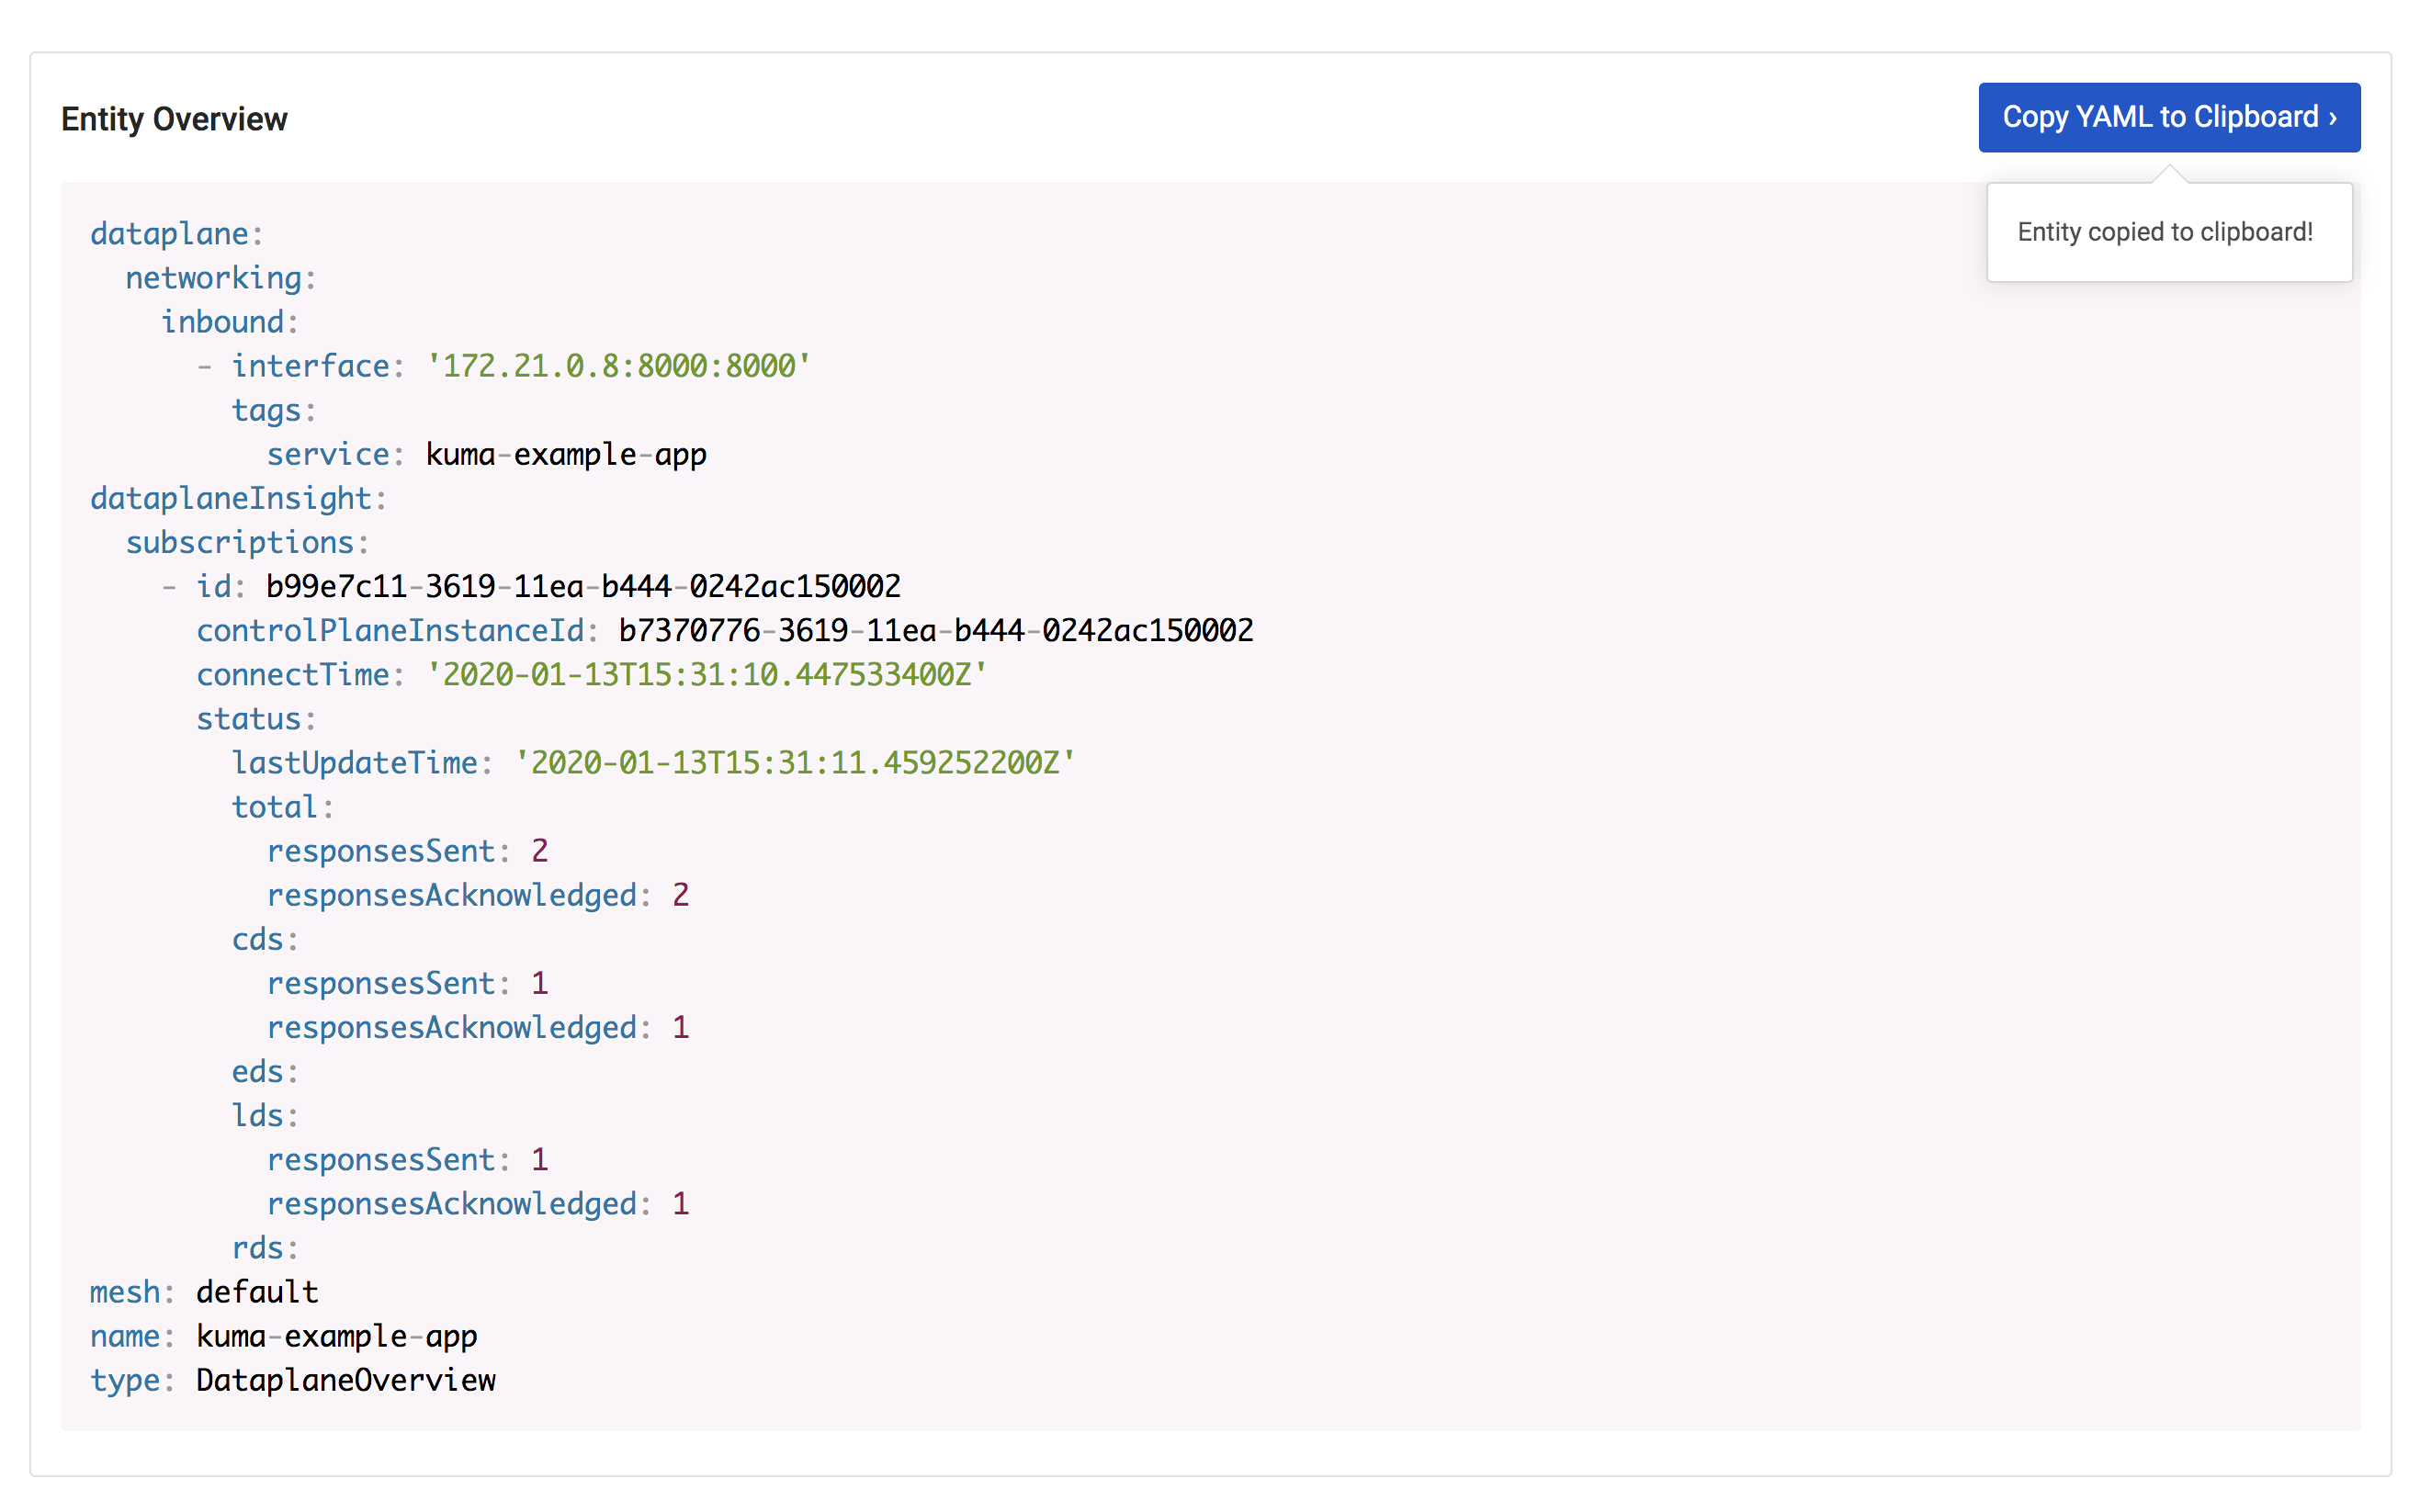 Entity Overview
Copy YAML to Clipboard ›
Entity copied to clipboard!
dataplane:
  networking:
    inbound:
      - interface: '172.21.0.8:8000:8000'
        tags:
          service: kuma-example-app
dataplaneInsight:
  subscriptions:
    - id: b99e7c11-3619-11ea-b444-0242ac150002
      controlPlaneInstanceId: b7370776-3619-11ea-b444-0242ac150002
      connectTime: '2020-01-13T15:31:10.447533400Z'
      status:
        lastUpdateTime: '2020-01-13T15:31:11.459252200Z'
        total:
          responsesSent: 2
          responsesAcknowledged: 2
        cds:
          responsesSent: 1
          responsesAcknowledged: 1
        eds:
        lds:
          responsesSent: 1
          responsesAcknowledged: 1
        rds:
mesh: default
name: kuma-example-app
type: DataplaneOverview